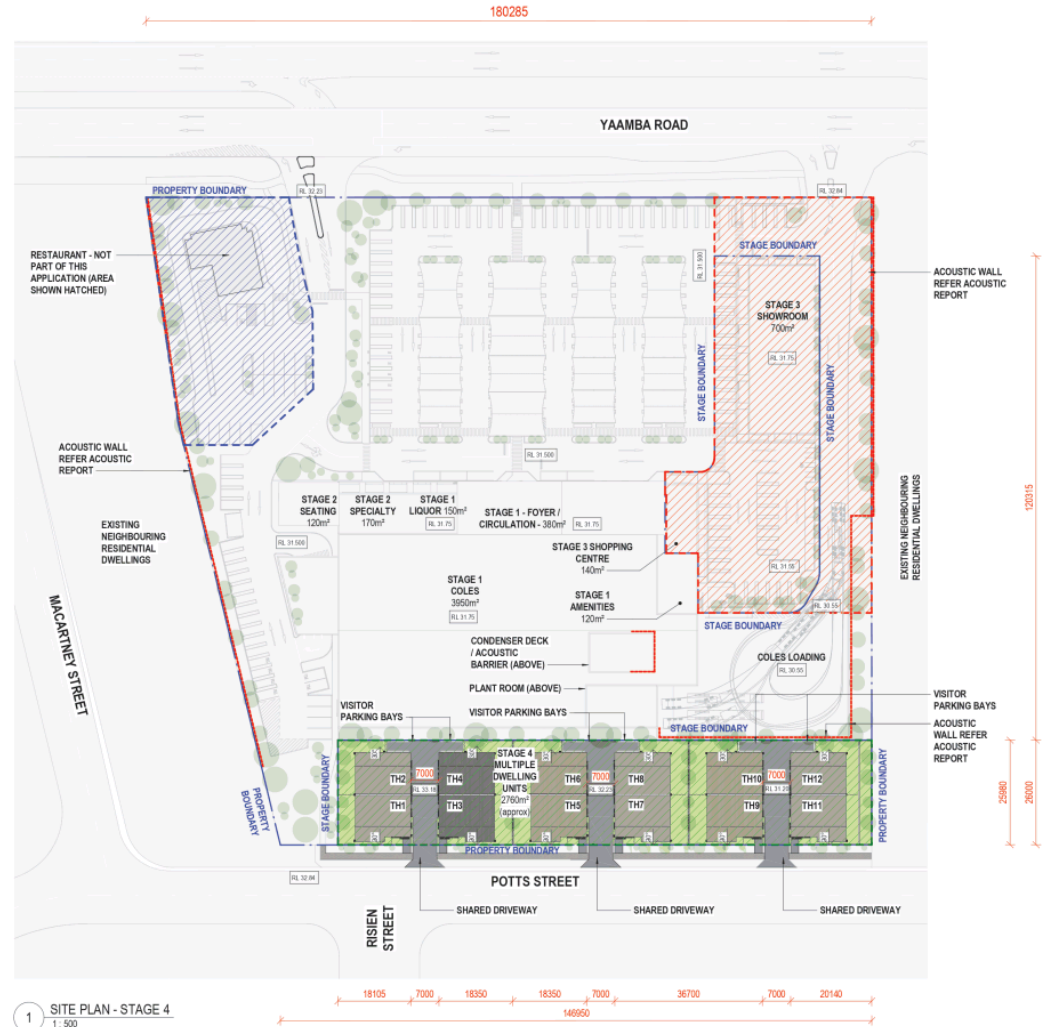 180285
YAAMBA ROAD
PROPERTY BOUNDARY
RL 32.23
RL 32.84
RESTAURANT - NOT
PART OF THIS
APPLICATION (AREA
SHOWN HATCHED)
STAGE BOUNDARY
RL 31.500
ACOUSTIC WALL
REFER ACOUSTIC
REPORT
STAGE 3
SHOWROOM
700m²
RL 31.75
STAGE BOUNDARY
STAGE BOUNDARY
120315
ACOUSTIC WALL
REFER ACOUSTIC
REPORT
RL 31.500
EXISTING
NEIGHBOURING
RESIDENTIAL
DWELLINGS
STAGE 2
SEATING
120m²
STAGE 2
SPECIALTY
170m²
STAGE 1
LIQUOR 150m²
RL 31.75
STAGE 1 - FOYER /
CIRCULATION - 380m²
RL 31.75
EXISTING NEIGHBOURING
RESIDENTIAL DWELLINGS
RL 31.500
STAGE 3 SHOPPING
CENTRE
140m²
RL 31.55
STAGE 1
COLES
3950m²
RL 31.75
STAGE 1
AMENITIES
120m²
RL 30.55
STAGE BOUNDARY
MACARTNEY STREET
CONDENSER DECK
/ ACOUSTIC
BARRIER (ABOVE)
COLES LOADING
RL 30.55
PLANT ROOM (ABOVE)
VISITOR
PARKING BAYS
VISITOR PARKING BAYS
STAGE BOUNDARY
VISITOR
PARKING BAYS
ACOUSTIC
WALL REFER
ACOUSTIC
REPORT
STAGE 4
MULTIPLE
DWELLING
UNITS
2760m²
(approx)
TH2
7000
TH4
TH6
7000
TH8
TH10
7000
TH12
RL 33.16
RL 32.23
RL 31.20
TH1
TH3
TH5
TH7
TH9
TH11
STAGE BOUNDARY
PROPERTY
BOUNDARY
PROPERTY BOUNDARY
25980
26000
PROPERTY BOUNDARY
RL 32.84
POTTS STREET
RISIEN
STREET
SHARED DRIVEWAY
SHARED DRIVEWAY
SHARED DRIVEWAY
18105
7000
18350
18350
7000
36700
7000
20140
146950
1
SITE PLAN - STAGE 4
1 : 500